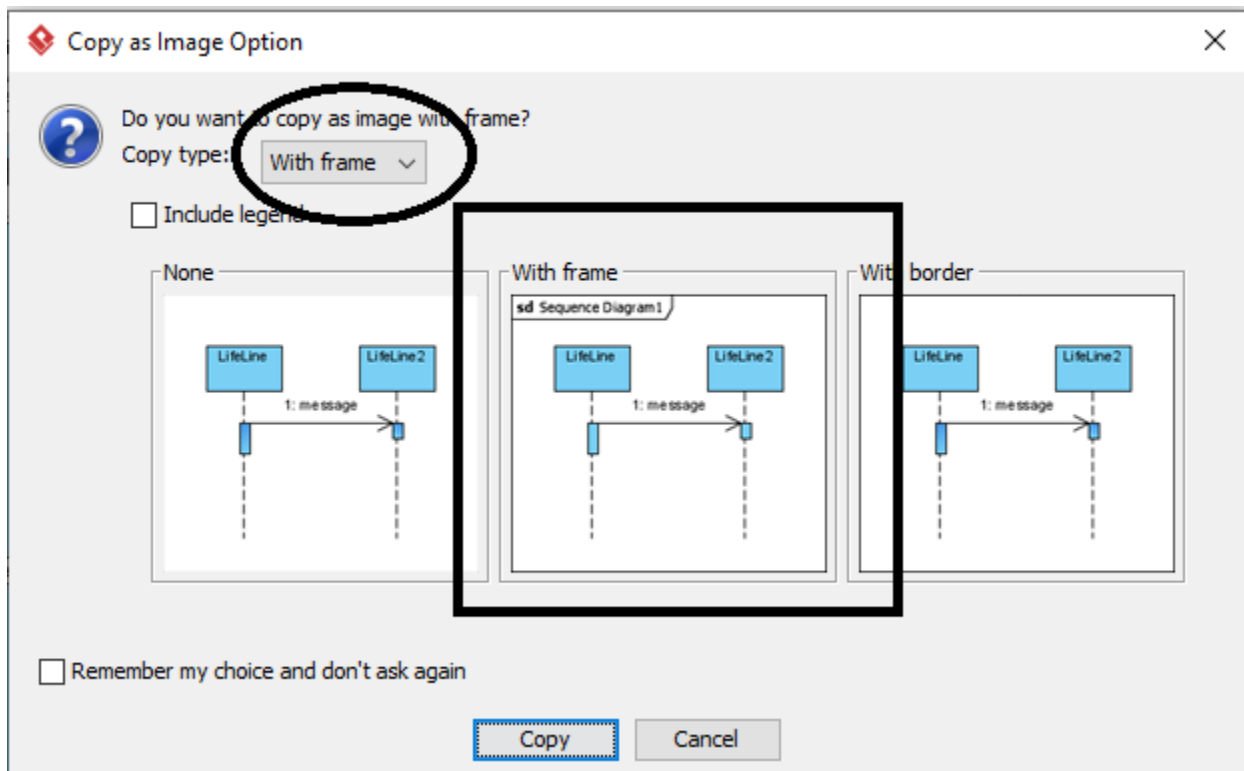 Copy as Image Option
Do you want to copy as image with frame?
Copy type:
With frame
Include legend
None
With frame
With border
sd Sequence Diagram1
LifeLine
LifeLine2
1: message
LifeLine
LifeLine2
1: message
LifeLine
LifeLine2
1: message
Remember my choice and don't ask again
Copy
Cancel